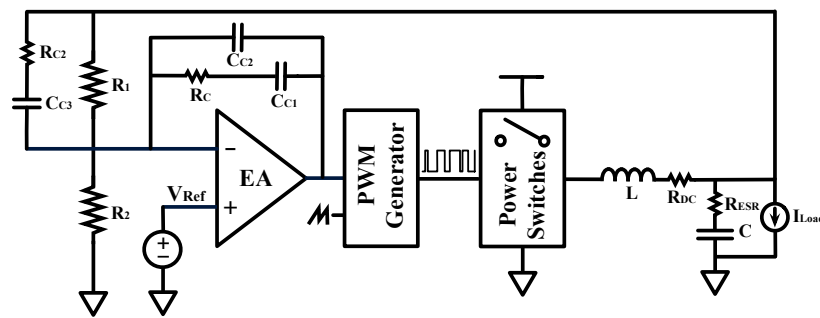 RC2
CC3
R1
R2
CC2
RC
CC1
VRef
−
+
EA
+
−
PWM
Generator
Power
Switches
L
RDC
RESR
C
ILoad